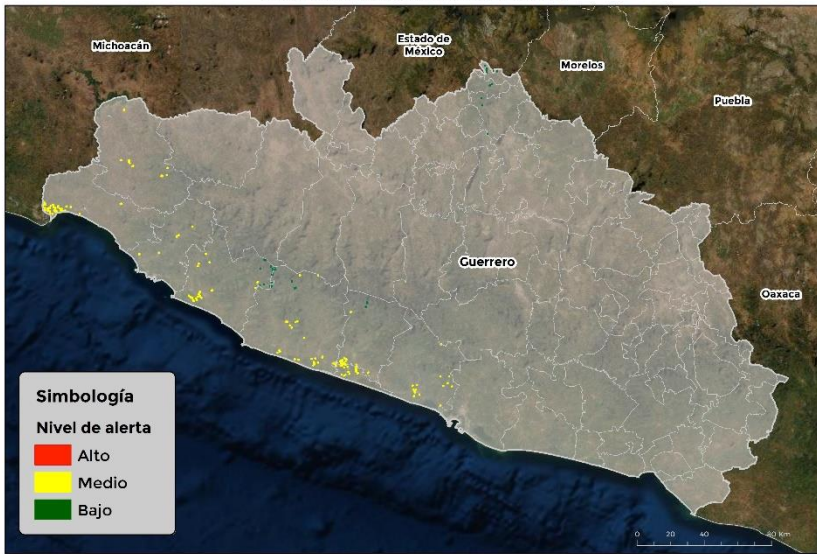 Michoacán
Estado de
México
Morelos
Puebla
Guerrero
Oaxaca
Simbología
Nivel de alerta
Alto
Medio
Bajo
0 20 40 80 Km